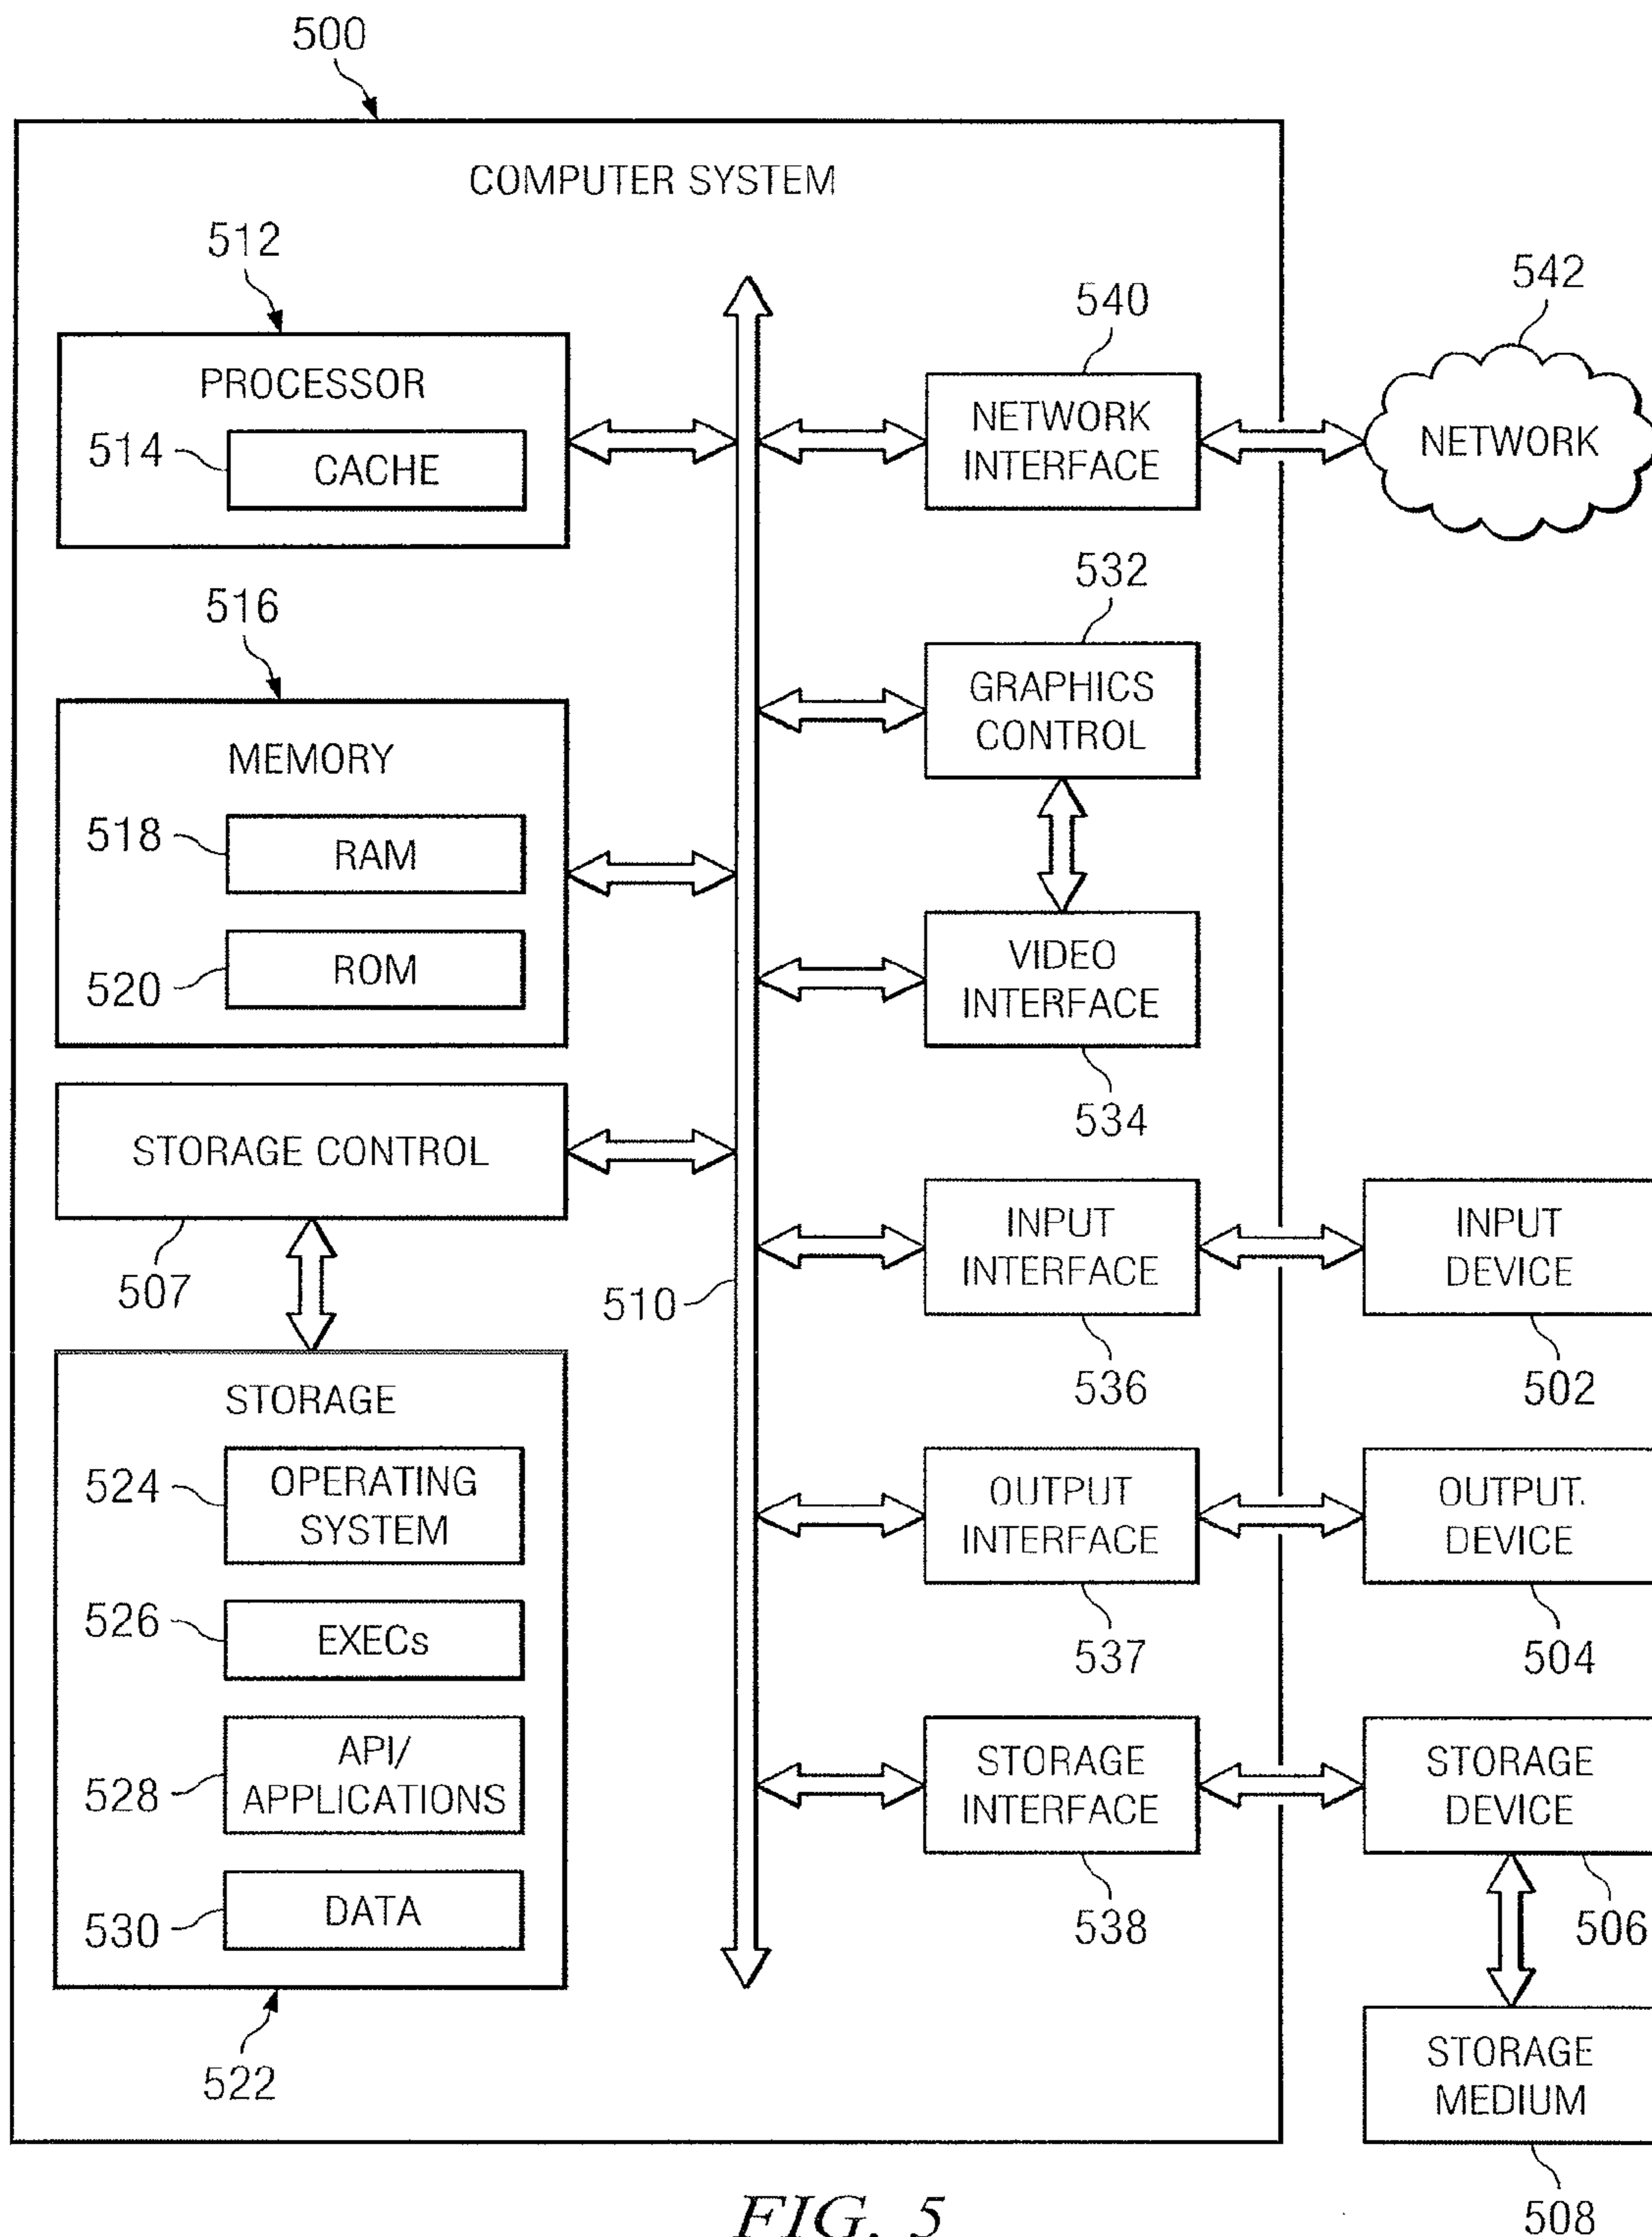 500
COMPUTER SYSTEM
512
PROCESSOR
514
CACHE
516
MEMORY
518
RAM
520
ROM
STORAGE CONTROL
507
STORAGE
524
OPERATING
SYSTEM
526
EXECs
528
API/
APPLICATIONS
530
DATA
522
510
540
NETWORK
INTERFACE
532
GRAPHICS
CONTROL
VIDEO
INTERFACE
534
INPUT
INTERFACE
536
OUTPUT
INTERFACE
537
STORAGE
INTERFACE
538
542
NETWORK
INPUT
DEVICE
502
OUTPUT.
DEVICE
504
STORAGE
DEVICE
506
STORAGE
MEDIUM
508
FIG. 5